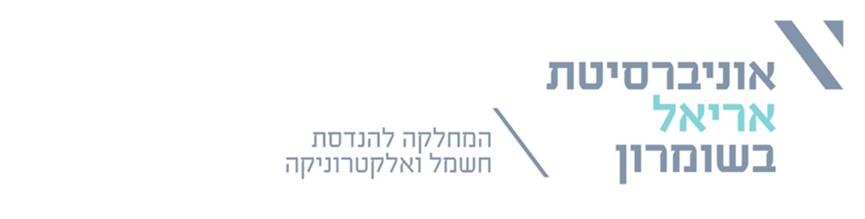 אוניברסיטת
אריאל
בשומרון
המחלקה להנדסת
חשמל ואלקטרוניקה